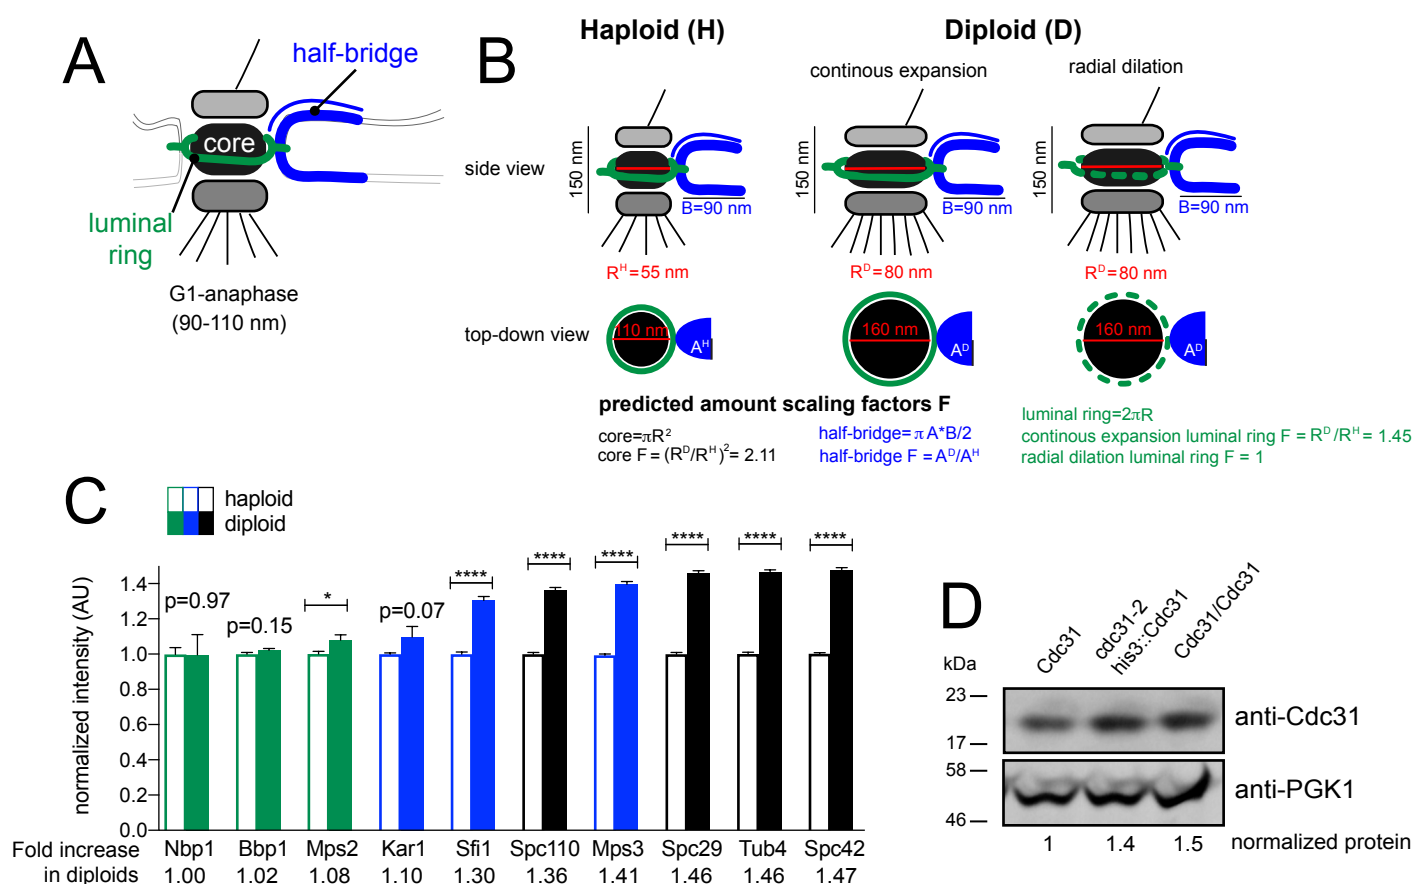 A
half-bridge
core
luminal
ring
G1-anaphase
(90-110 nm)
B
Haploid (H)
Diploid (D)
continous expansion
radial dilation
side view
150 nm
B=90 nm
150 nm
B=90 nm
150 nm
B=90 nm
R^H=55 nm
R^D=80 nm
R^D=80 nm
top-down view
110 nm
A^H
160 nm
A^D
160 nm
A^D
predicted amount scaling factors F
core=πR²
core F = (R^D/R^H)²= 2.11
half-bridge= π A*B/2
half-bridge F = A^D/A^H
luminal ring=2πR
continous expansion luminal ring F = R^D/R^H = 1.45
radial dilation luminal ring F = 1
C
haploid
diploid
normalized intensity (AU)
1.4
1.2
1.0
0.8
0.6
0.4
0.2
0.0
p=0.97
p=0.15
*
p=0.07
****
****
****
****
****
****
Nbp1 Bbp1 Mps2 Kar1 Sfi1 Spc110 Mps3 Spc29 Tub4 Spc42
Fold increase
in diploids
1.00 1.02 1.08 1.10 1.30 1.36 1.41 1.46 1.46 1.47
D
Cdc31
cdc31-2
his3::Cdc31
Cdc31/Cdc31
kDa
23
17
anti-Cdc31
58
46
anti-PGK1
1 1.4 1.5 normalized protein